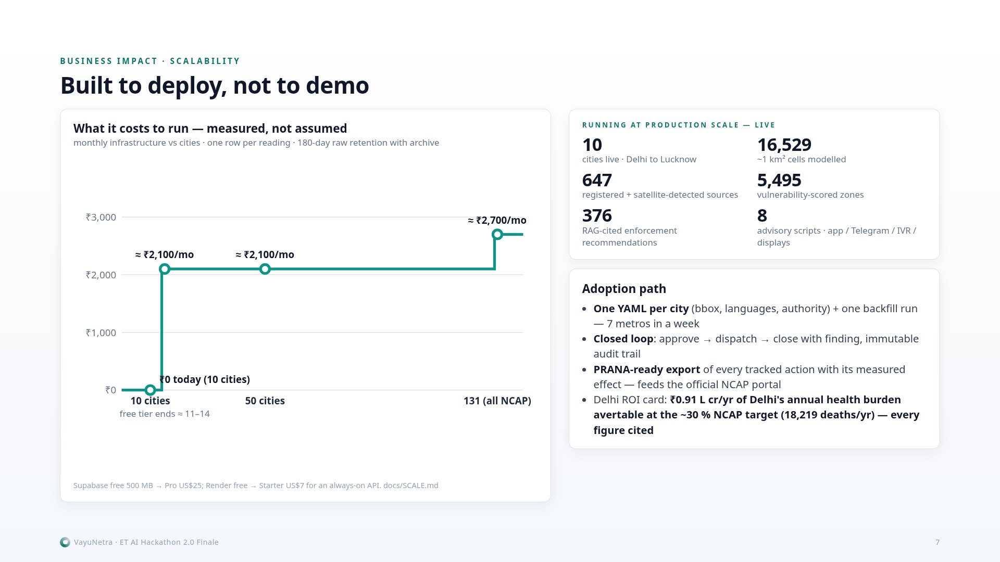 BUSINESS IMPACT · SCALABILITY
Built to deploy, not to demo
What it costs to run — measured, not assumed
monthly infrastructure vs cities · one row per reading · 180-day raw retention with archive
₹3,000
≈ ₹2,700/mo
≈ ₹2,100/mo
≈ ₹2,100/mo
₹2,000
₹1,000
₹0 today (10 cities)
₹0
10 cities
50 cities
131 (all NCAP)
free tier ends ≈ 11–14
Supabase free 500 MB → Pro US$25; Render free → Starter US$7 for an always-on API. docs/SCALE.md
RUNNING AT PRODUCTION SCALE — LIVE
10
cities live · Delhi to Lucknow
16,529
~1 km² cells modelled
647
registered + satellite-detected sources
5,495
vulnerability-scored zones
376
RAG-cited enforcement
recommendations
8
advisory scripts · app / Telegram / IVR /
displays
Adoption path
• One YAML per city (bbox, languages, authority) + one backfill run
— 7 metros in a week
• Closed loop: approve → dispatch → close with finding, immutable
audit trail
• PRANA-ready export of every tracked action with its measured
effect — feeds the official NCAP portal
• Delhi ROI card: ₹0.91 L cr/yr of Delhi's annual health burden
avertable at the ~30 % NCAP target (18,219 deaths/yr) — every
figure cited
VayuNetra · ET AI Hackathon 2.0 Finale
7